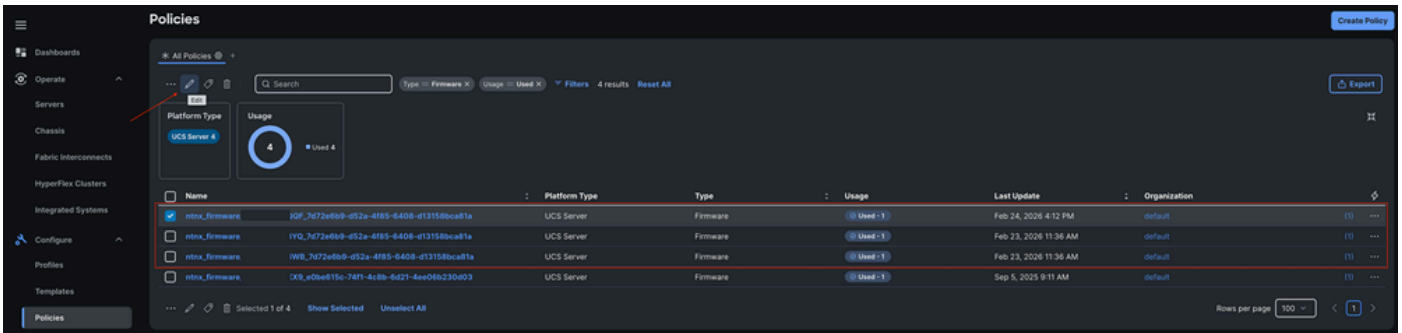 Policies
Create Policy
Dashboards
Operate
Servers
Chassis
Fabric Interconnects
HyperFlex Clusters
Integrated Systems
Configure
Profiles
Templates
Policies
All Policies +
Search
Type = Firmware × Usage = Used × Filters 4 results Reset All
Export
Edit
Platform Type
UCS Server 4
Usage
4
Used 4
Name Platform Type Type Usage Last Update Organization
ntnx_firmware QF_7d72e6b9-d52a-4f85-6408-d13158bca81a UCS Server Firmware Used - 1 Feb 24, 2026 4:12 PM default (1) ...
ntnx_firmware IYQ_7d72e6b9-d52a-4f85-6408-d13158bca81a UCS Server Firmware Used - 1 Feb 23, 2026 11:36 AM default (1) ...
ntnx_firmware IWB_7d72e6b9-d52a-4f85-6408-d13158bca81a UCS Server Firmware Used - 1 Feb 23, 2026 11:36 AM default (1) ...
ntnx_firmware CX9_e0be615c-74f1-4c8b-6d21-4ee06b230d03 UCS Server Firmware Used - 1 Sep 5, 2025 9:11 AM default (1) ...
... Selected 1 of 4 Show Selected Unselect All
Rows per page 100 1